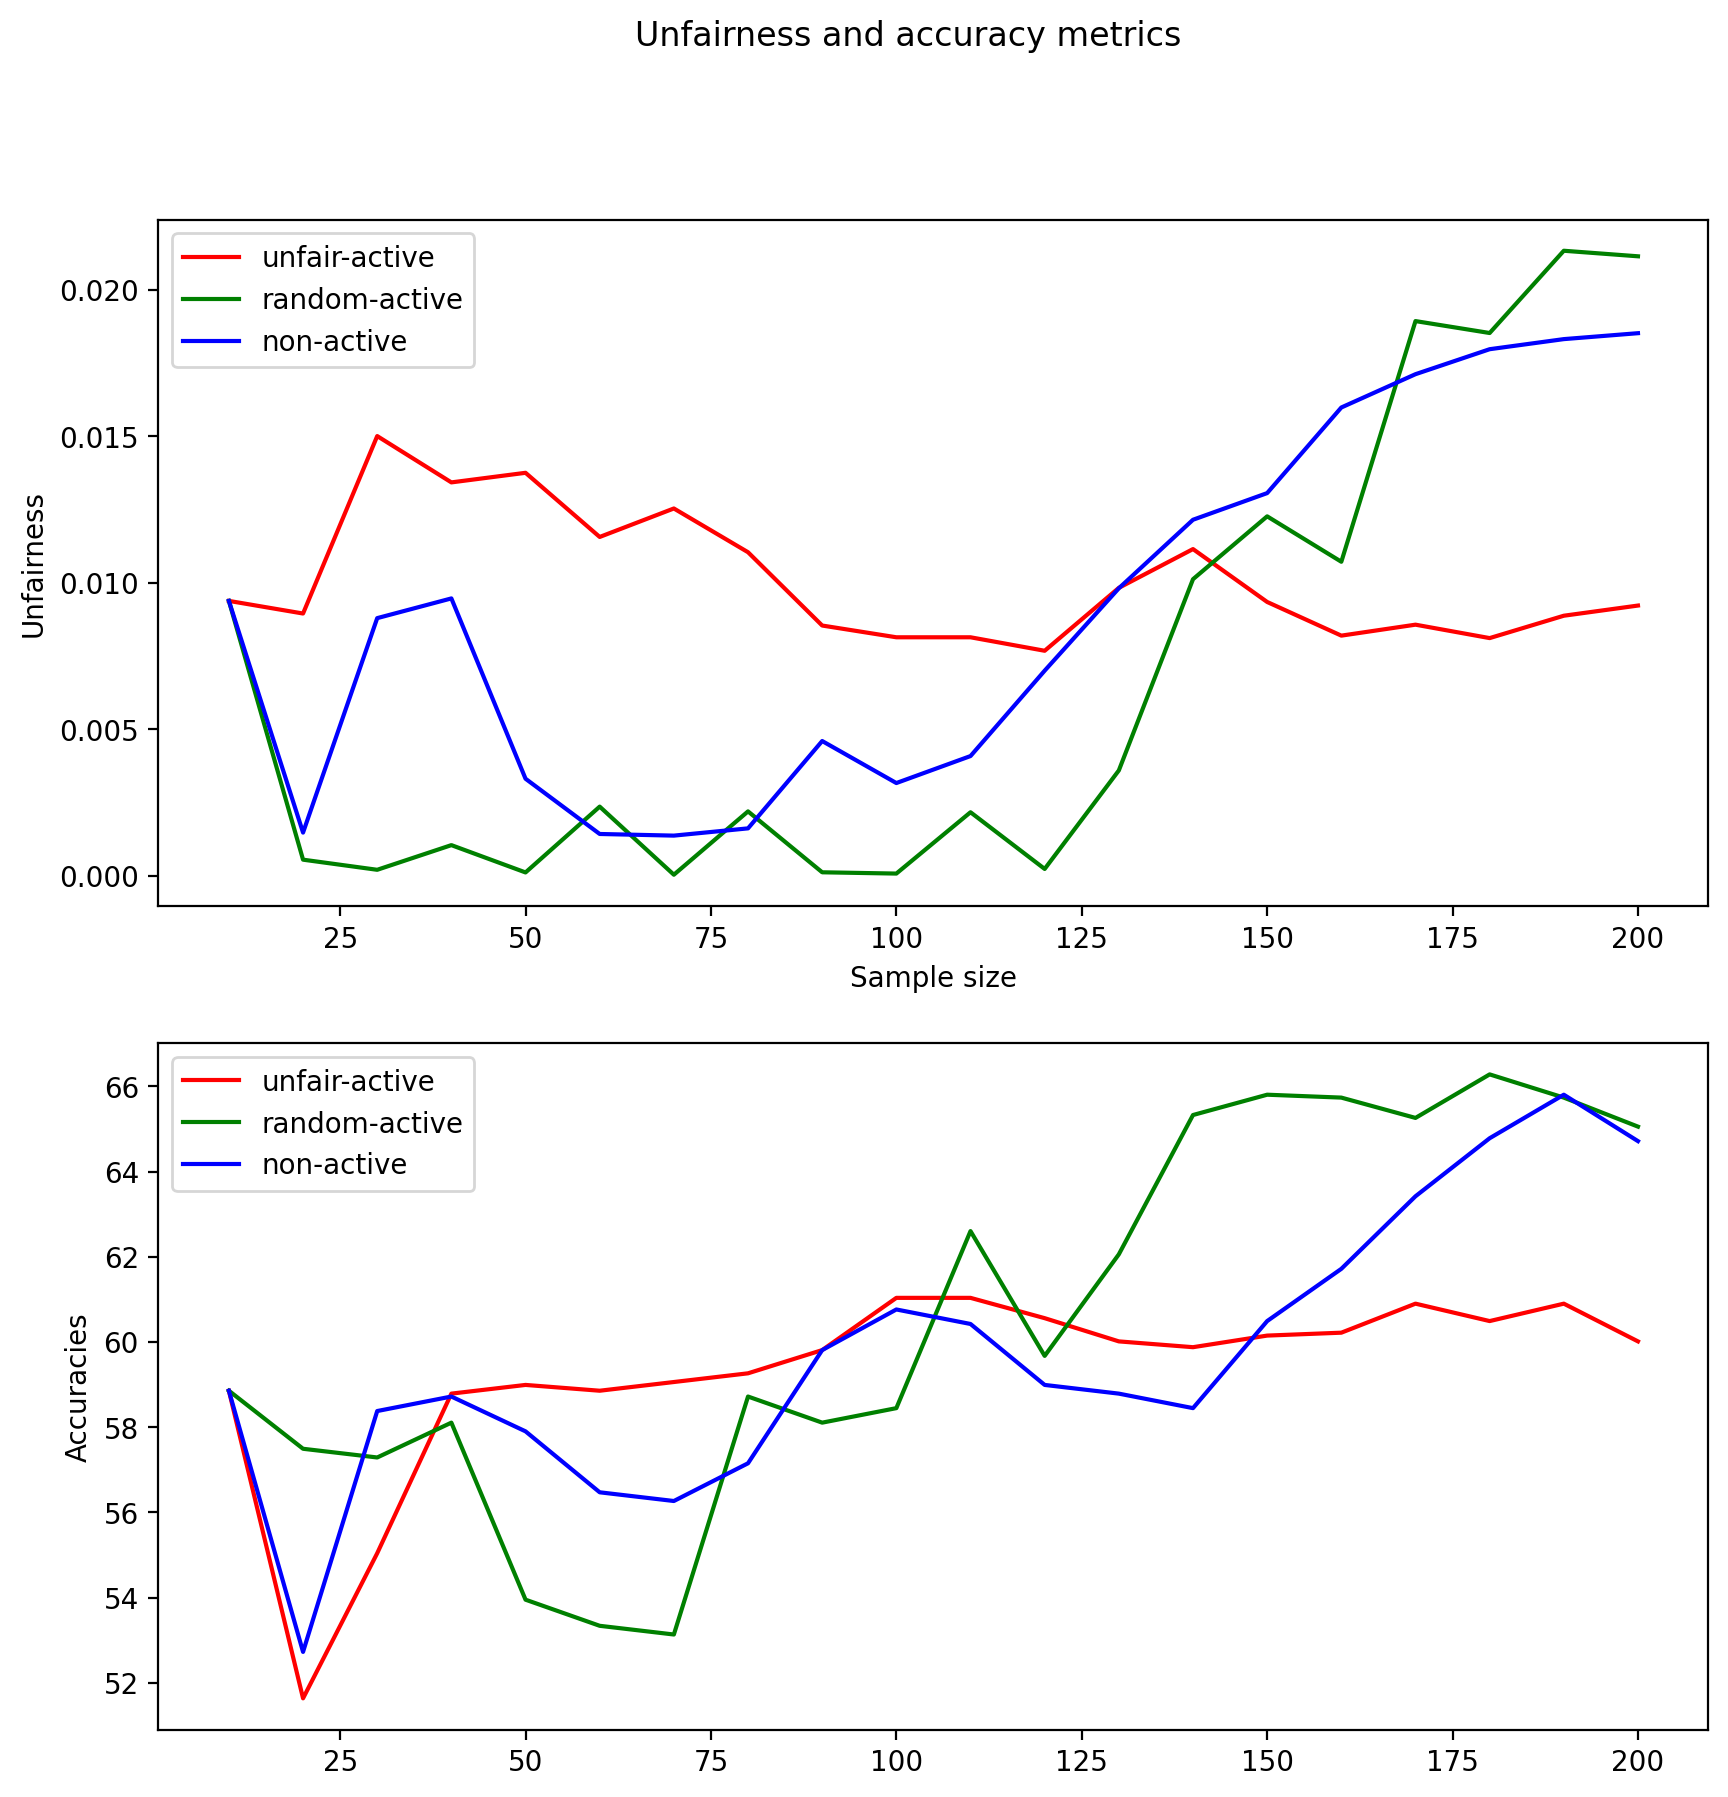 Unfairness and accuracy metrics
unfair-active
random-active
non-active
0.020
0.015
0.010
0.005
0.000
Unfairness
25 50 75 100 125 150 175 200
Sample size
unfair-active
random-active
non-active
66
64
62
60
58
56
54
52
Accuracies
25 50 75 100 125 150 175 200